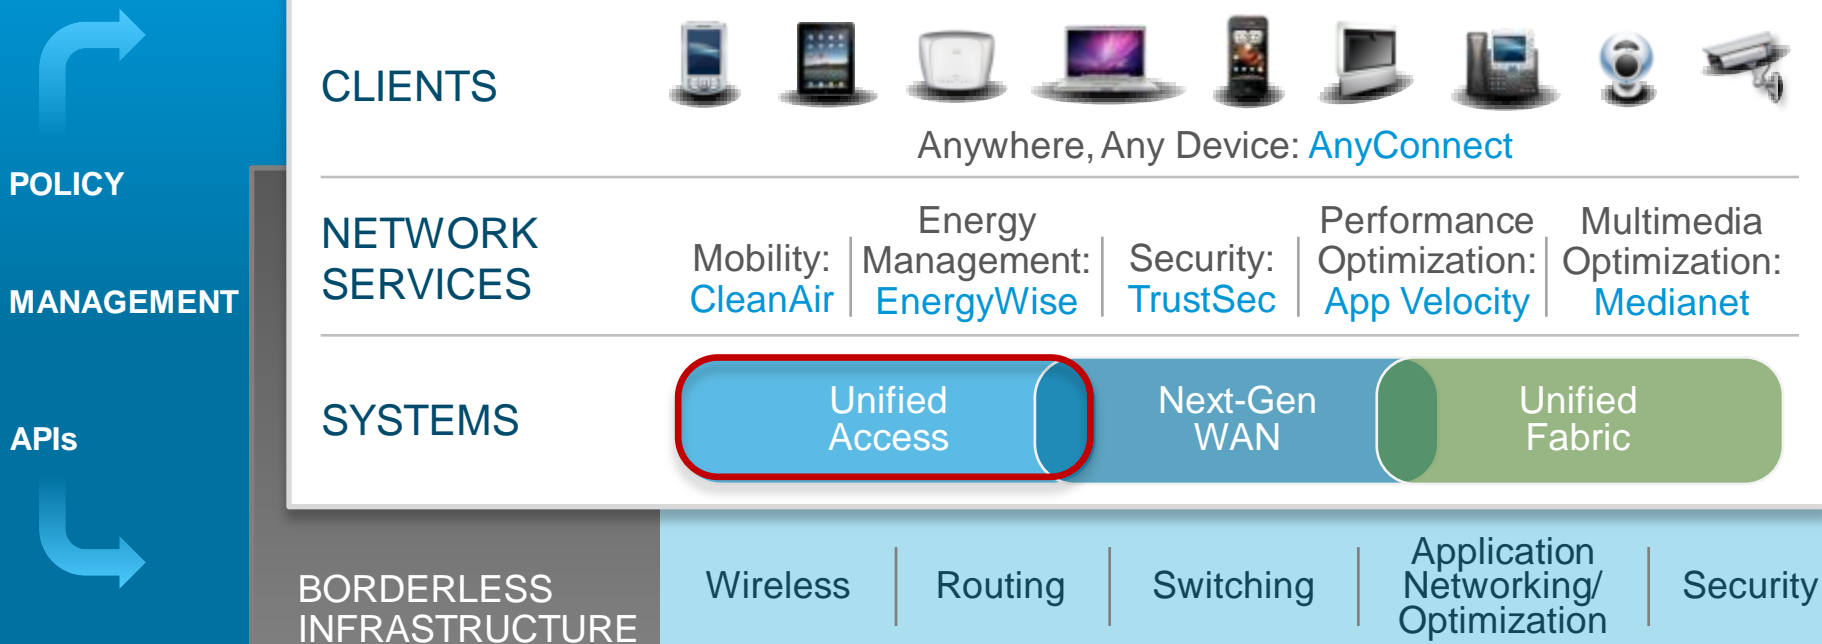 POLICY
MANAGEMENT
APIs
CLIENTS
Anywhere, Any Device: AnyConnect
NETWORK
SERVICES
Mobility:
CleanAir
Energy
Management:
EnergyWise
Security:
TrustSec
Performance
Optimization:
App Velocity
Multimedia
Optimization:
Medianet
SYSTEMS
Unified
Access
Next-Gen
WAN
Unified
Fabric
BORDERLESS
INFRASTRUCTURE
Wireless
Routing
Switching
Application
Networking/
Optimization
Security